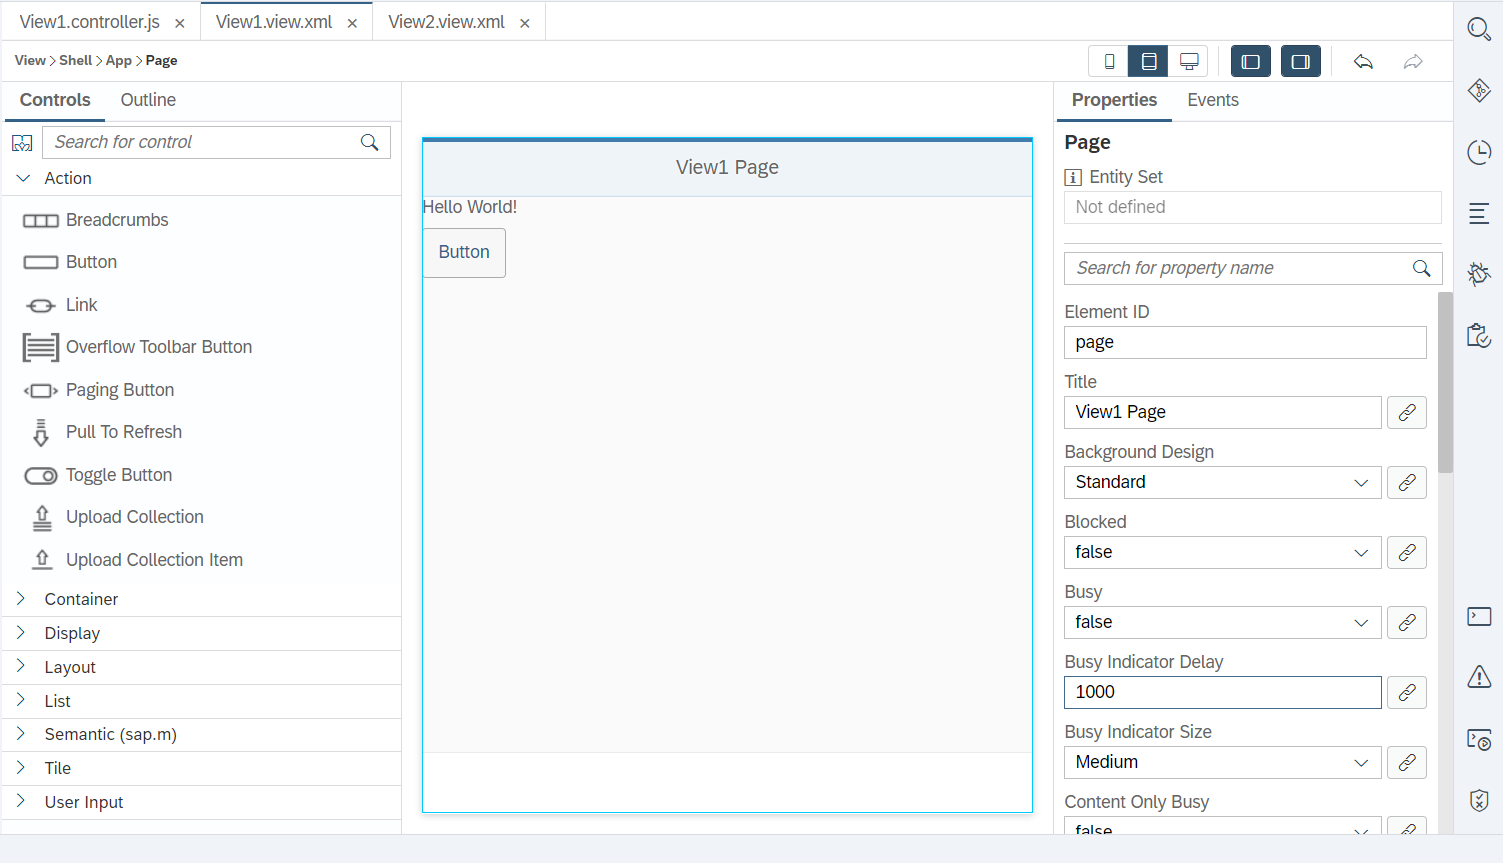 View1.controller.js × View1.view.xml × View2.view.xml ×
View > Shell > App > Page
Controls Outline
Search for control
Action
Breadcrumbs
Button
Link
Overflow Toolbar Button
Paging Button
Pull To Refresh
Toggle Button
Upload Collection
Upload Collection Item
Container
Display
Layout
List
Semantic (sap.m)
Tile
User Input
View1 Page
Hello World!
Button
Properties Events
Page
Entity Set
Not defined
Search for property name
Element ID
page
Title
View1 Page
Background Design
Standard
Blocked
false
Busy
false
Busy Indicator Delay
1000
Busy Indicator Size
Medium
Content Only Busy
false